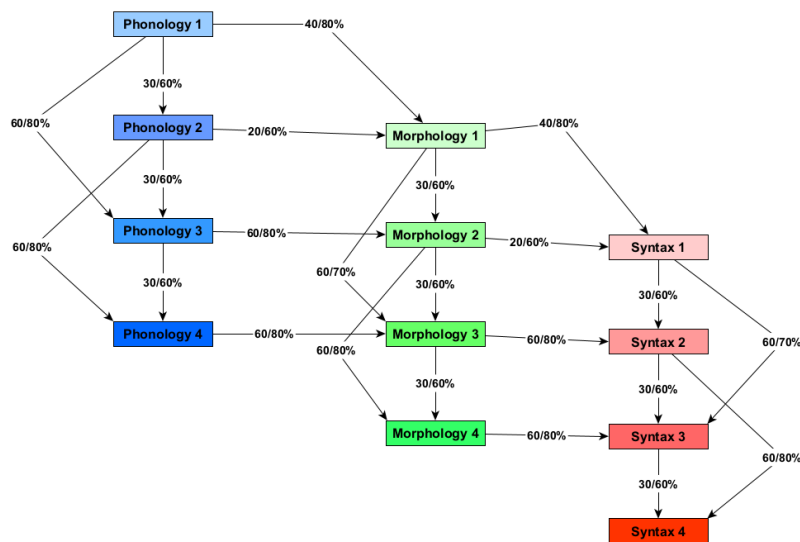 Phonology 1
40/80%
30/60%
60/80%
Phonology 2
20/60%
Morphology 1
40/80%
30/60%
30/60%
Phonology 3
60/80%
Morphology 2
20/60%
Syntax 1
60/80%
60/70%
30/60%
30/60%
30/60%
Phonology 4
60/80%
Morphology 3
60/80%
Syntax 2
60/70%
60/80%
30/60%
30/60%
Morphology 4
60/80%
Syntax 3
60/80%
30/60%
Syntax 4